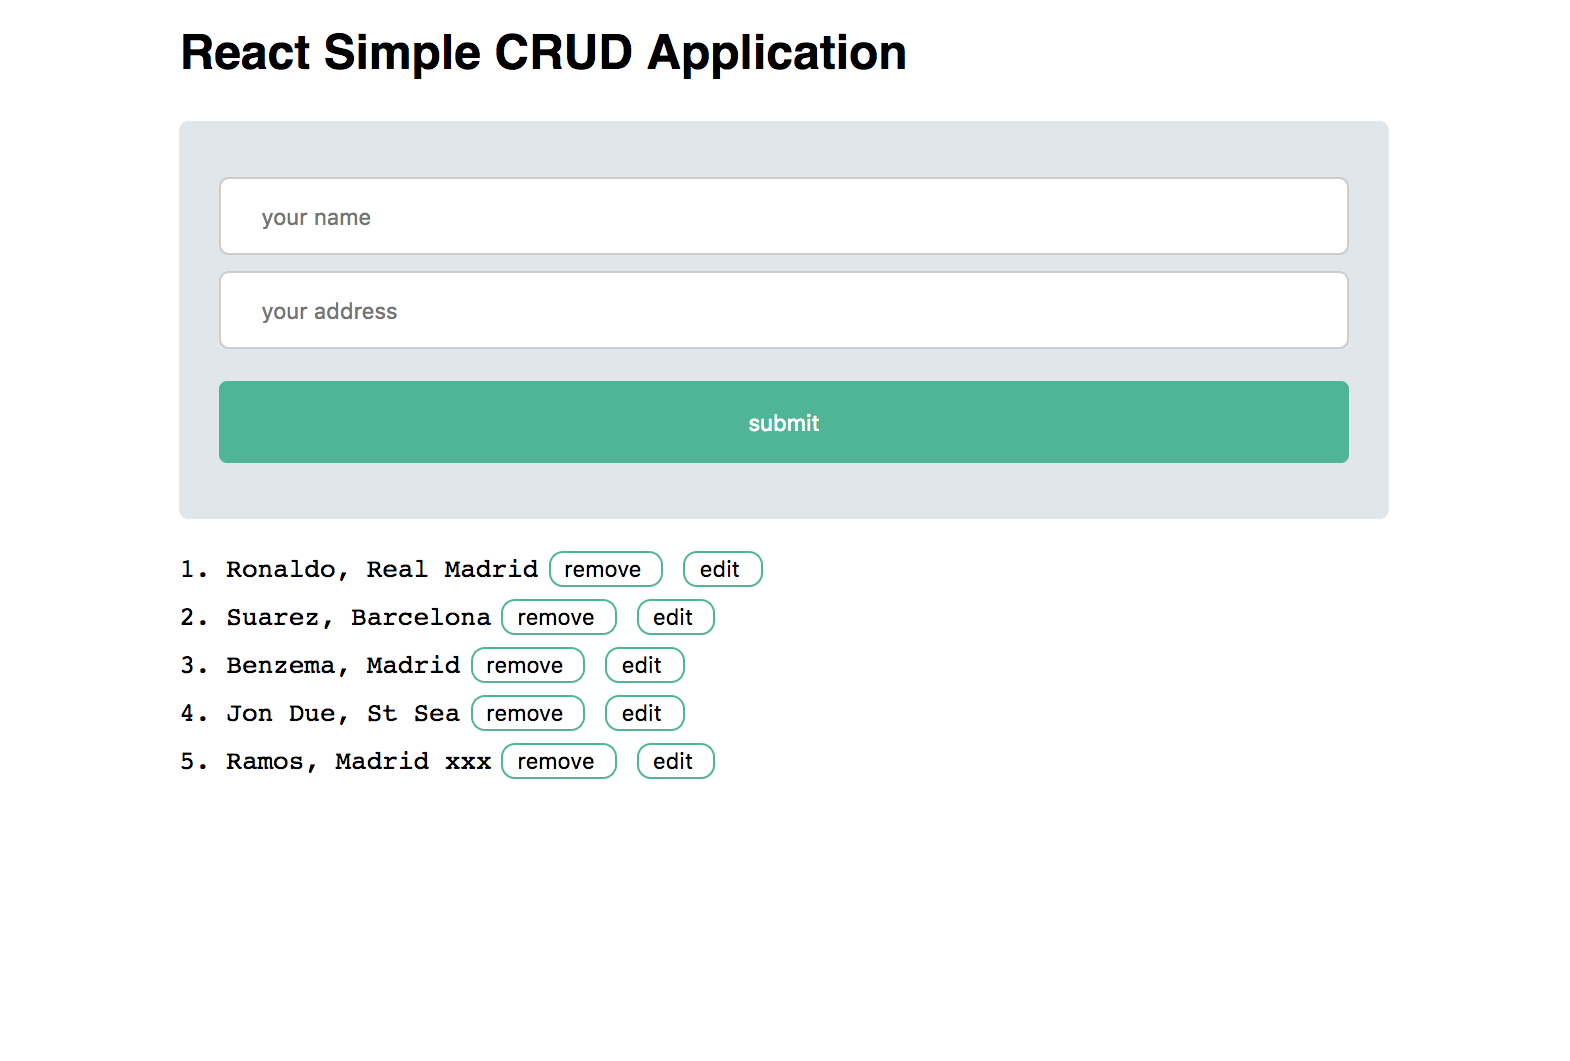 React Simple CRUD Application
your name
your address
submit
1. Ronaldo, Real Madrid remove edit
2. Suarez, Barcelona remove edit
3. Benzema, Madrid remove edit
4. Jon Due, St Sea remove edit
5. Ramos, Madrid xxx remove edit